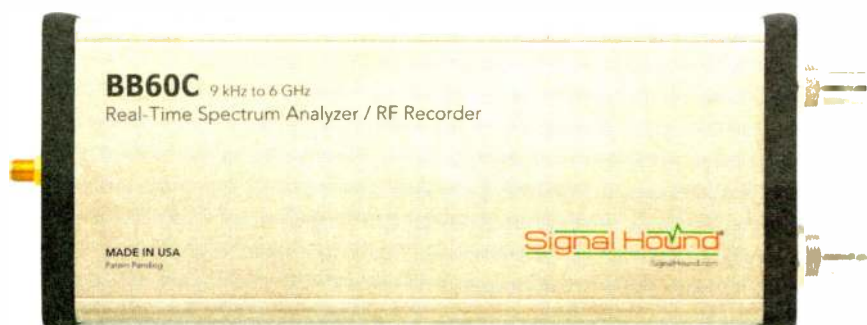 BB60C 9 kHz to 6 GHz
Real-Time Spectrum Analyzer / RF Recorder
Signal Hound®
MADE IN USA
Patent Pending
SignalHound.com